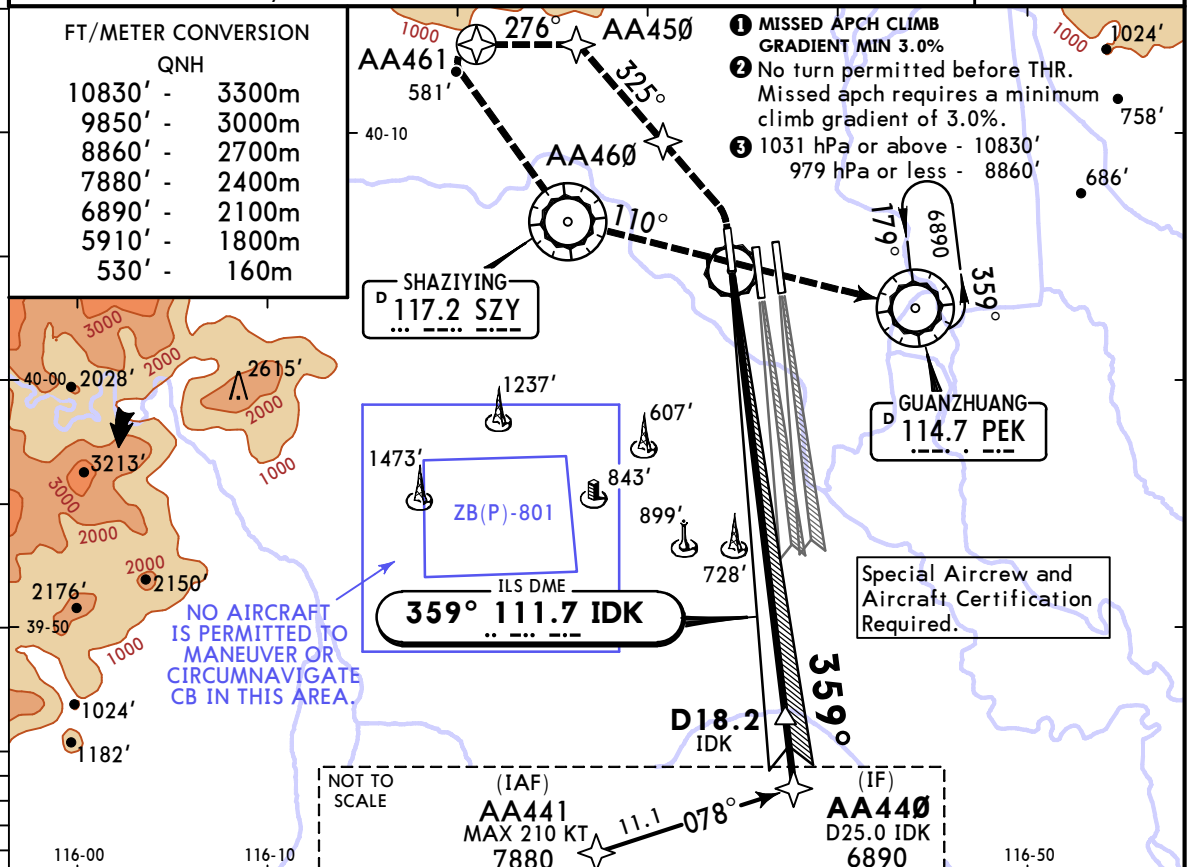 FT/METER CONVERSION
QNH
10830' - 3300m
9850' - 3000m
8860' - 2700m
7880' - 2400m
6890' - 2100m
5910' - 1800m
530' - 160m
1000
276°
AA450
AA461
581'
325°
40-10
AA460
110°
SHAZIYING
D 117.2 SZY
1 MISSED APCH CLIMB
GRADIENT MIN 3.0%
2 No turn permitted before THR.
Missed apch requires a minimum
climb gradient of 3.0%.
3 1031 hPa or above - 10830'
979 hPa or less - 8860'
1000
1024'
758'
686'
179°
6890
359°
GUANZHUANG
D 114.7 PEK
3000
2000
2615'
40-00
2028'
2000
1000
3213'
3000
2000
2000
2150'
2176'
39-50
1000
1024'
1182'
1237'
607'
1473'
843'
ZB(P)-801
899'
728'
NO AIRCRAFT
IS PERMITTED TO
MANEUVER OR
CIRCUMNAVIGATE
CB IN THIS AREA.
ILS DME
359° 111.7 IDK
Special Aircrew and
Aircraft Certification
Required.
359°
D18.2
IDK
NOT TO
SCALE
(IAF)
AA441
MAX 210 KT
7880
11.1
078°
(IF)
AA440
D25.0 IDK
6890
116-00
116-10
116-50